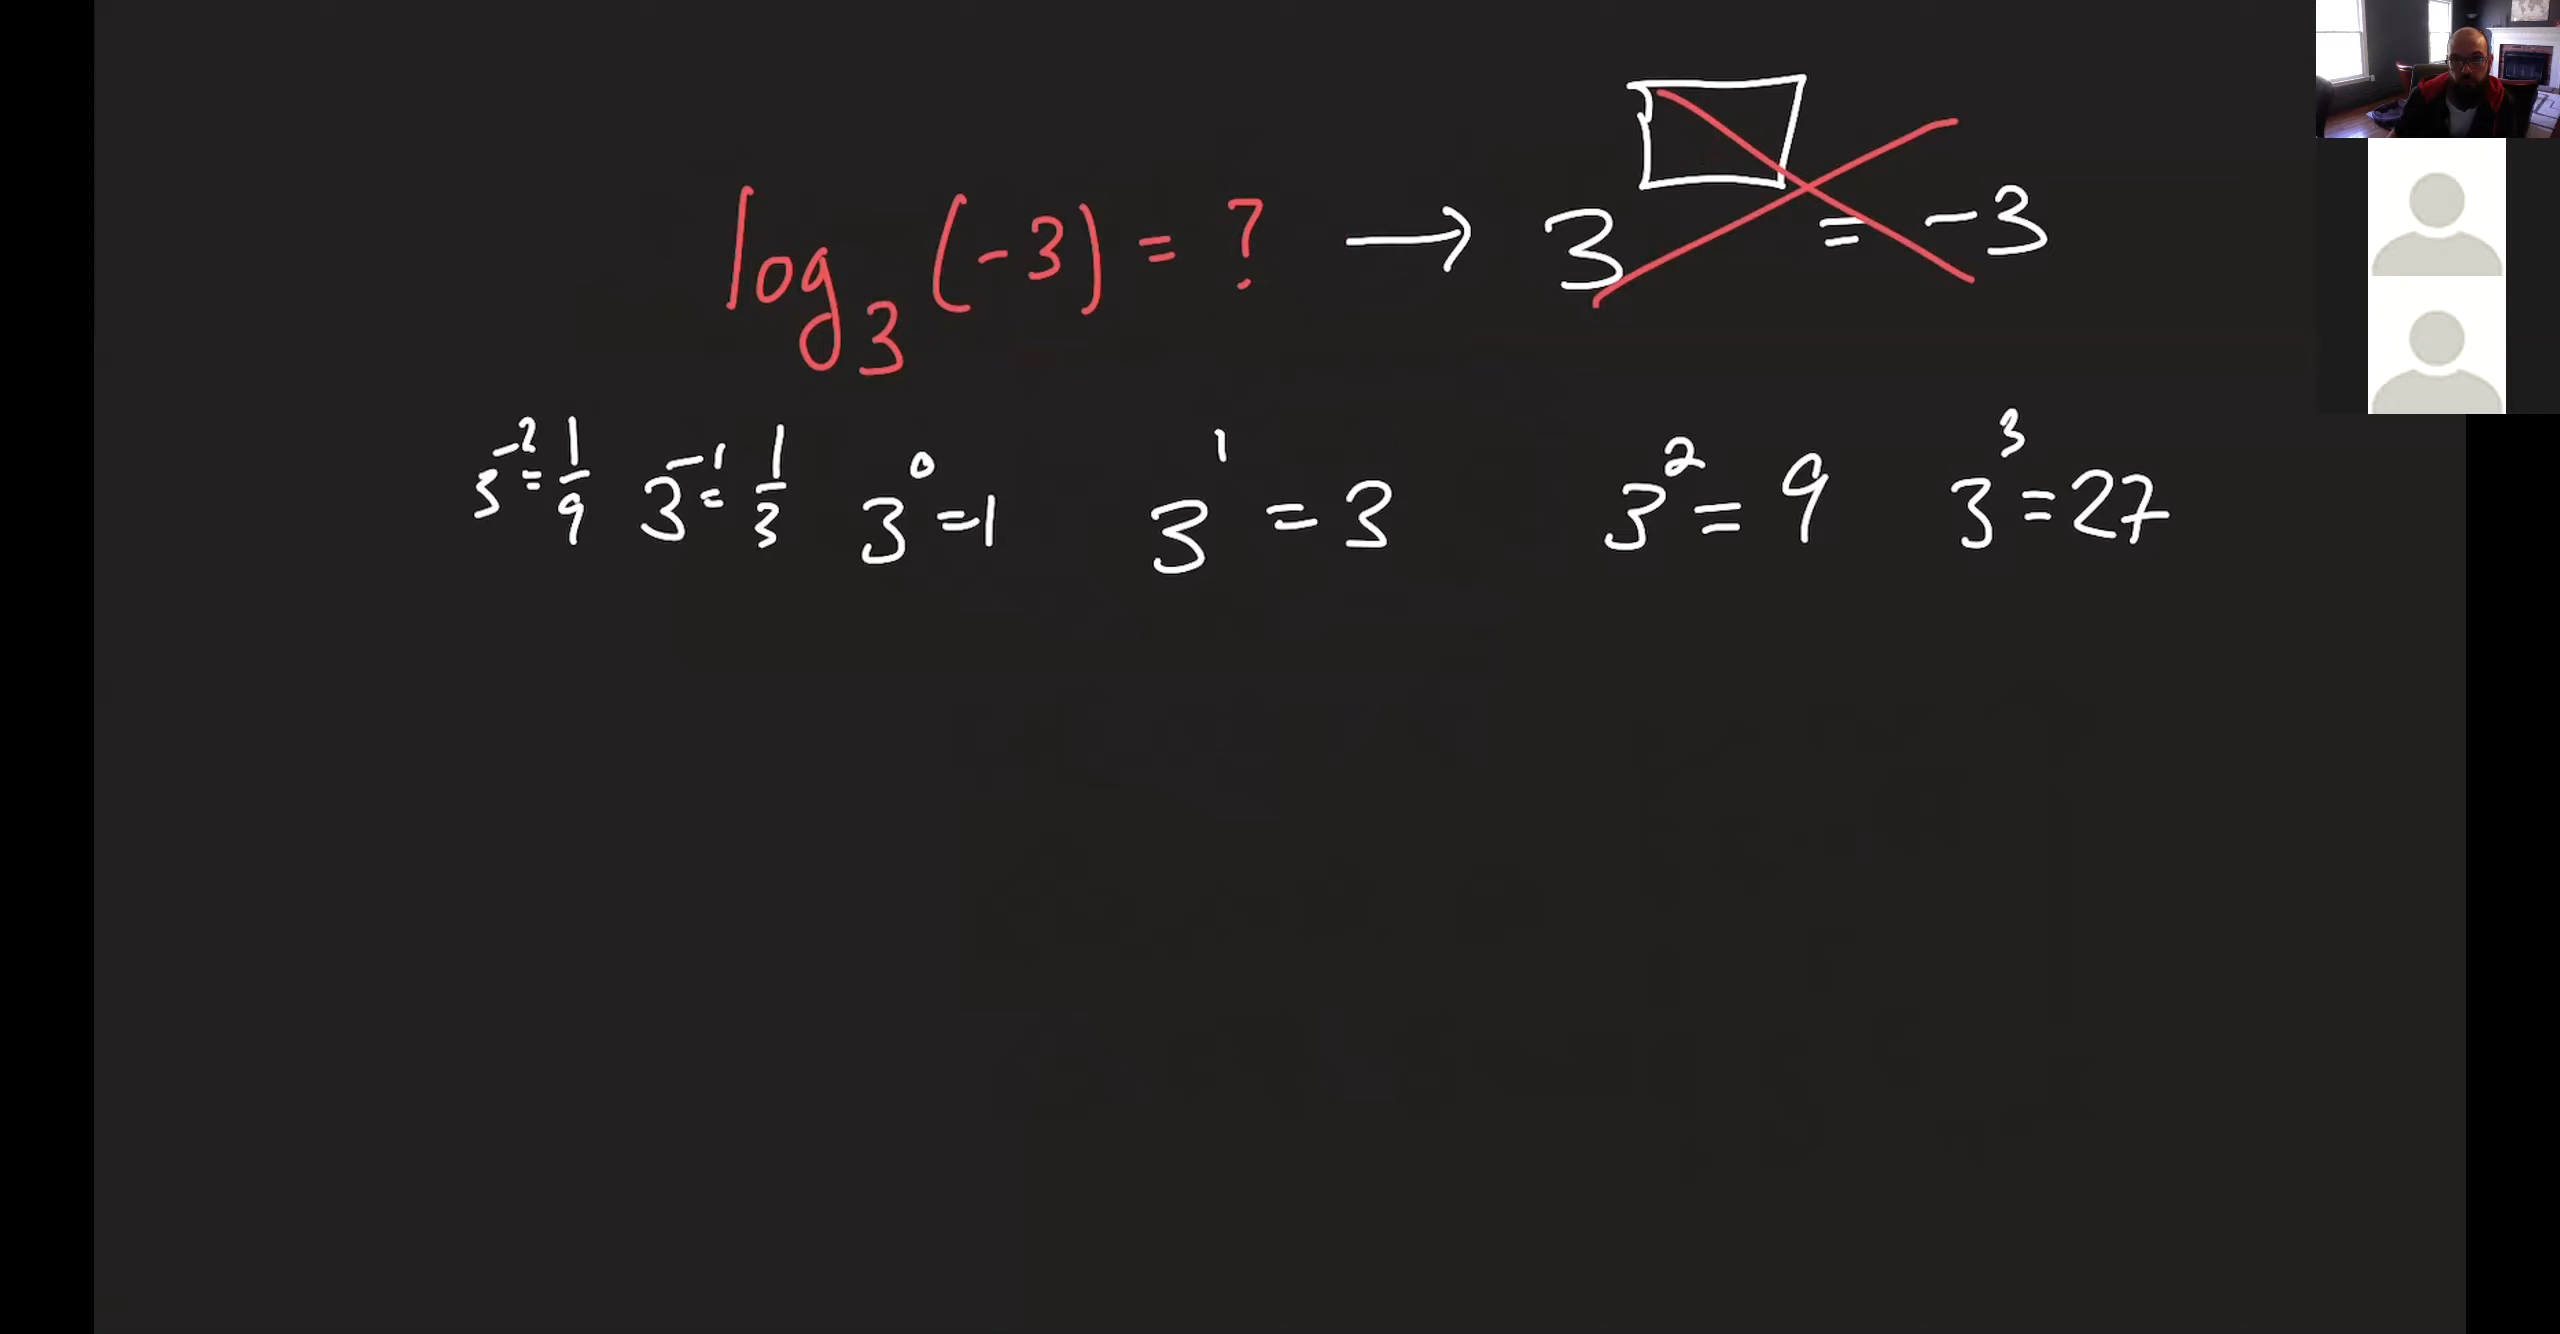 log₃(-3) = ? → 3^□ = -3
3⁻² = 1/9 3⁻¹ = 1/3 3⁰ = 1 3¹ = 3 3² = 9 3³ = 27